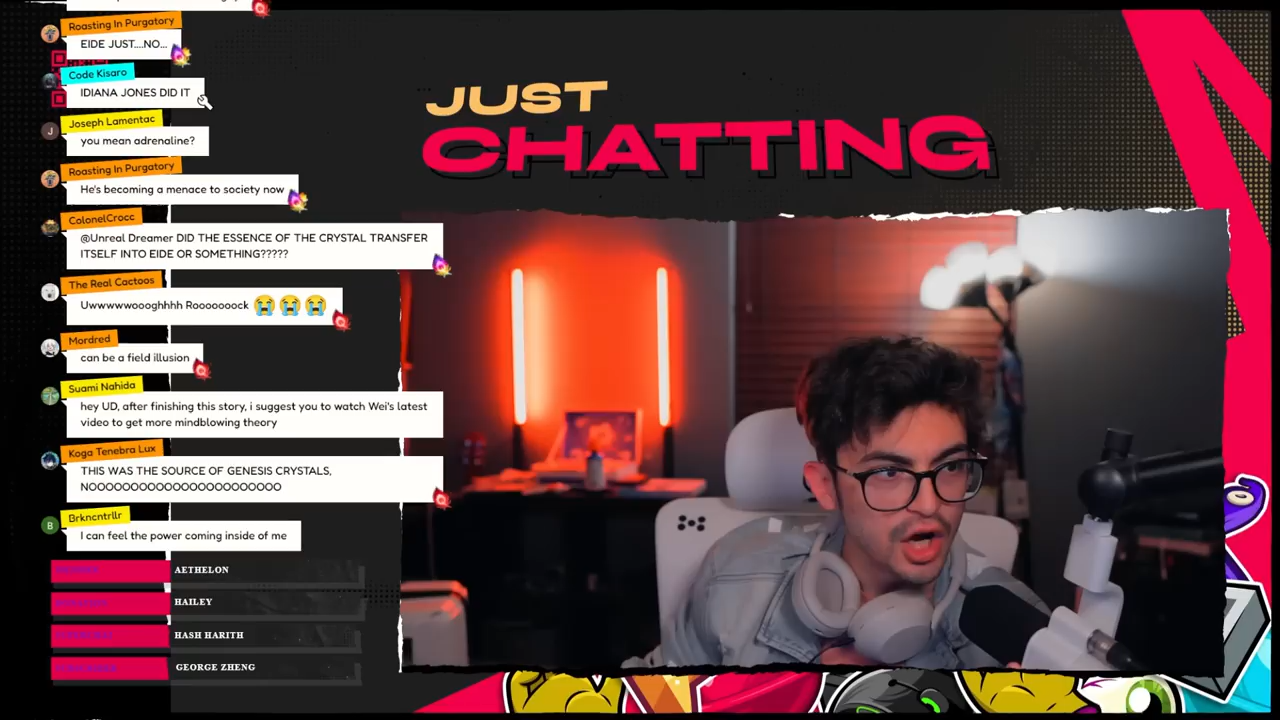 Roasting In Purgatory
EIDE JUST....NO...
Code Kisaro
IDIANA JONES DID IT
Joseph Lamentac
J
you mean adrenaline?
Roasting In Purgatory
He's becoming a menace to society now
ColonelCrocc
@Unreal Dreamer DID THE ESSENCE OF THE CRYSTAL TRANSFER
ITSELF INTO EIDE OR SOMETHING?????
The Real Cactoos
Uwwwwwoooghhhh Rooooooock 😭😭😭
Mordred
can be a field illusion
Suami Nahida
hey UD, after finishing this story, i suggest you to watch Wei's latest
video to get more mindblowing theory
Koga Tenebra Lux
THIS WAS THE SOURCE OF GENESIS CRYSTALS,
NOOOOOOOOOOOOOOOOOOOOOOO
Brkncntrllr
B
I can feel the power coming inside of me
AETHELON
HAILEY
HASH HARITH
GEORGE ZHENG
JUST
CHATTING